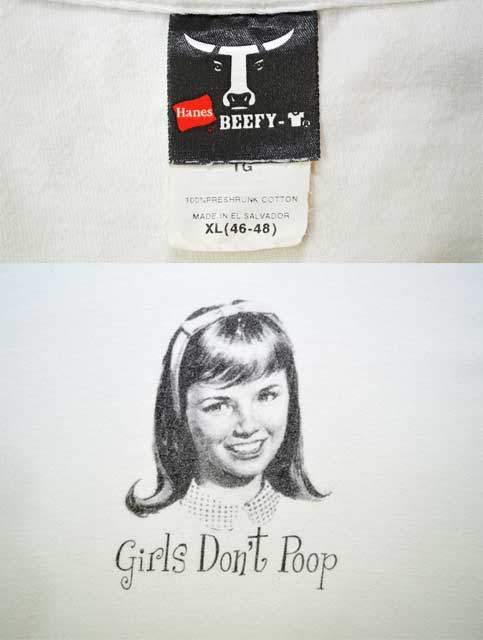 Hanes
BEEFY-
TG
100%PRESHRUNK COTTON
MADE IN EL SALVADOR
XL(46-48)
Girls Don't Poop